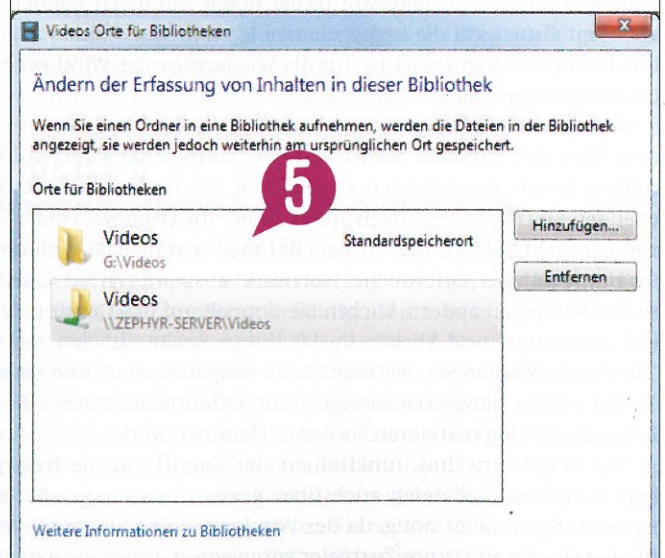 Videos Orte für Bibliotheken
Ändern der Erfassung von Inhalten in dieser Bibliothek
Wenn Sie einen Ordner in eine Bibliothek aufnehmen, werden die Dateien in der Bibliothek
angezeigt, sie werden jedoch weiterhin am ursprünglichen Ort gespeichert.
Orte für Bibliotheken
5
Videos Standardspeicherort
G:\Videos
Hinzufügen...
Videos
\\ZEPHYR-SERVER\Videos
Entfernen
Weitere Informationen zu Bibliotheken